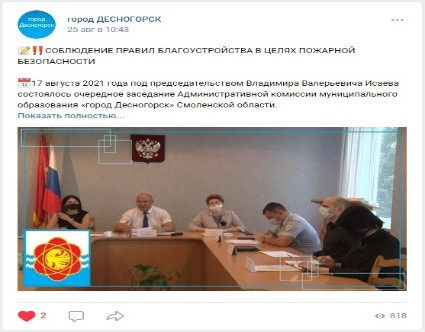 город
Десногорск
город ДЕСНОГОРСК
25 авг в 10:43
📝‼СОБЛЮДЕНИЕ ПРАВИЛ БЛАГОУСТРОЙСТВА В ЦЕЛЯХ ПОЖАРНОЙ
БЕЗОПАСНОСТИ
📅17 августа 2021 года под председательством Владимира Валерьевича Исаева
состоялось очередное заседание Административной комиссии муниципального
образования «город Десногорск» Смоленской области.
Показать полностью...
2
818